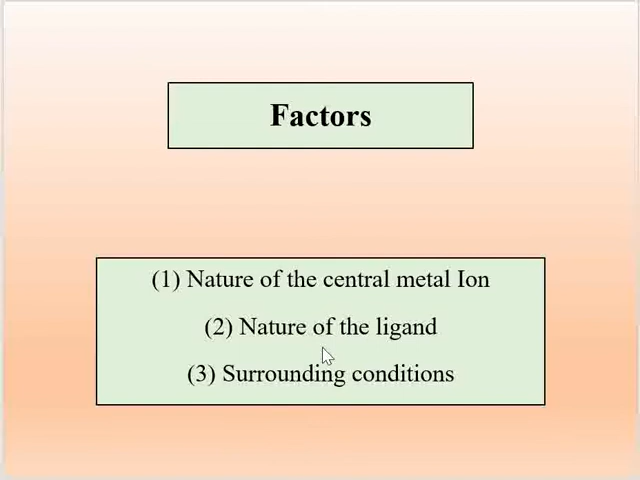 Factors
(1) Nature of the central metal Ion
(2) Nature of the ligand
(3) Surrounding conditions